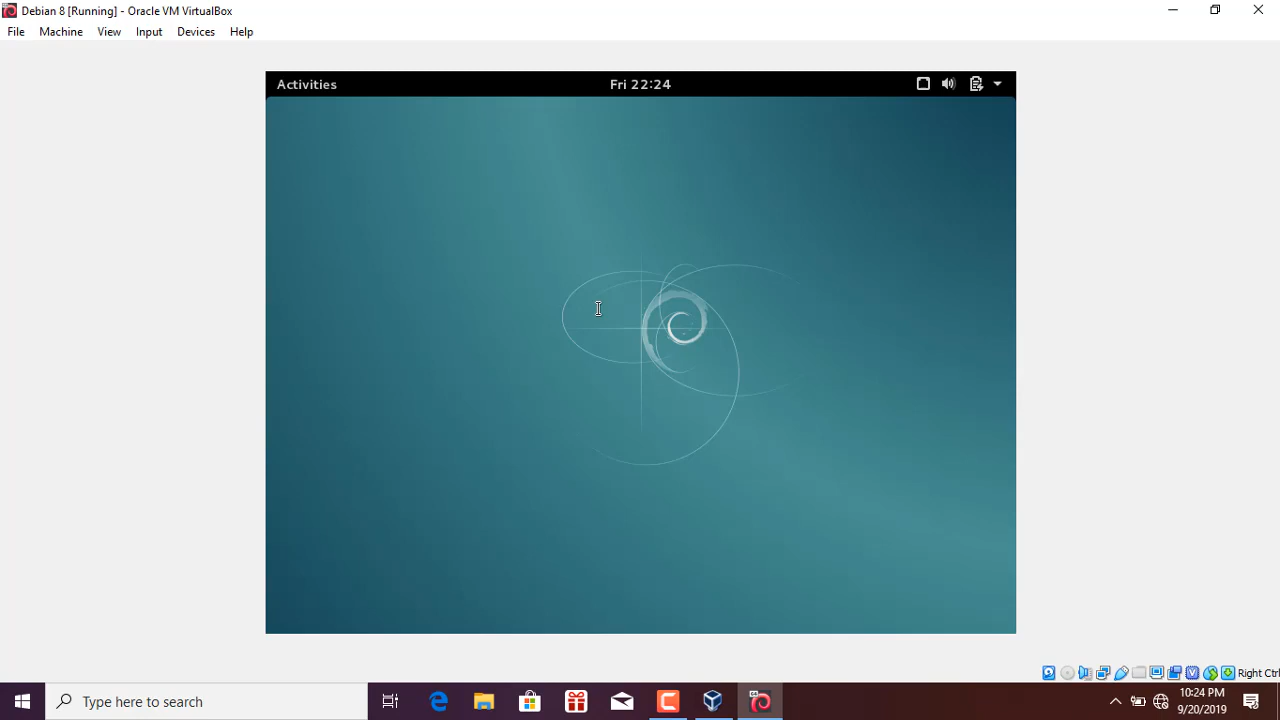 Debian 8 [Running] - Oracle VM VirtualBox
File Machine View Input Devices Help
Activities Fri 22:24
Right Ctrl
Type here to search
10:24 PM
9/20/2019